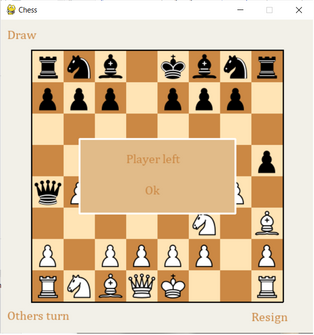 Chess
Draw
Player left
Ok
Others turn
Resign